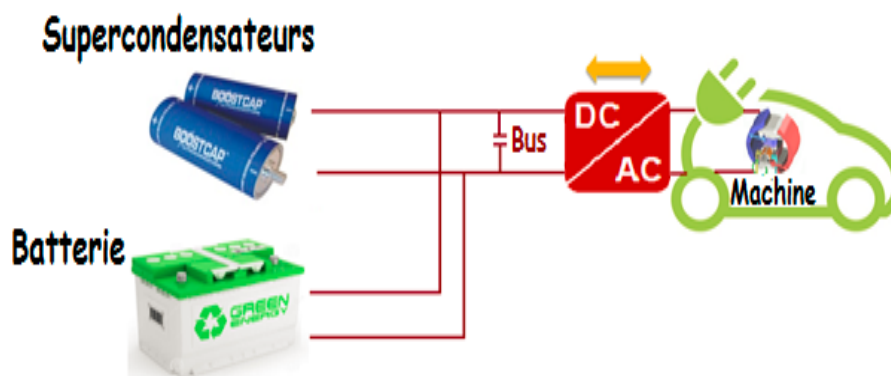 Supercondensateurs
BOOSTCAP
BOOSTCAP
DC
AC
Bus
Machine
Batterie
GREEN
ENERGY